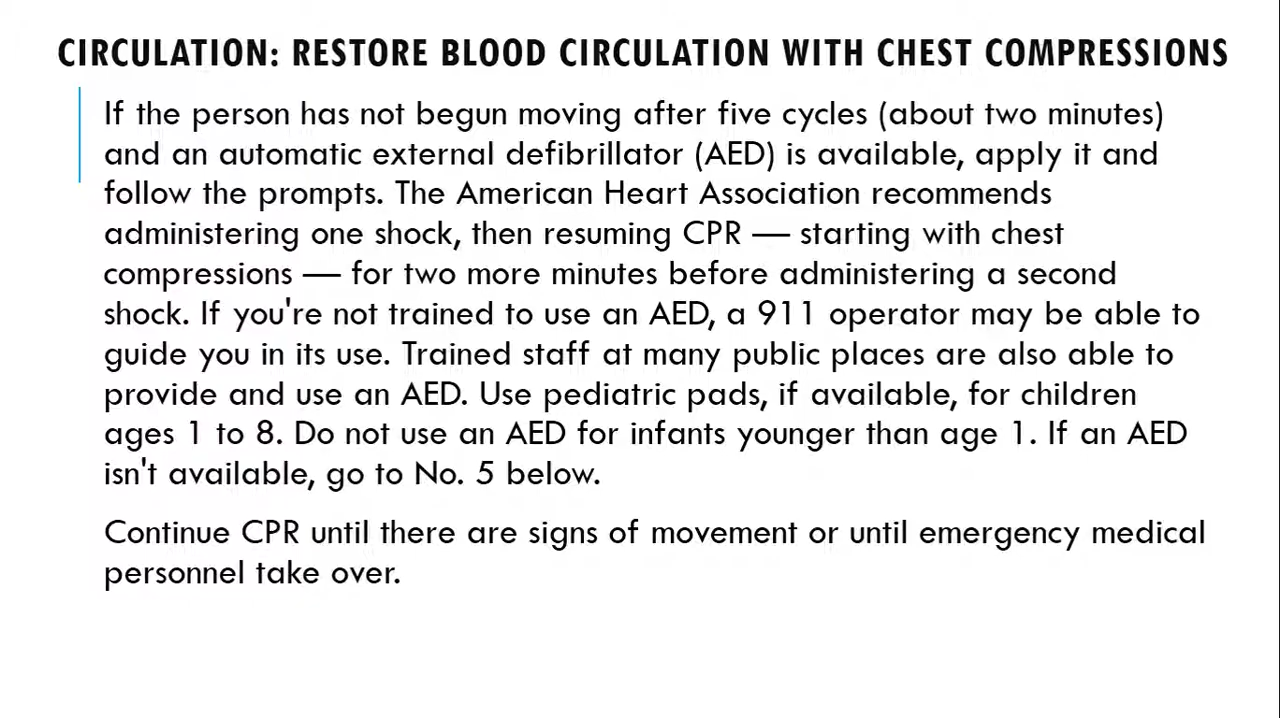 CIRCULATION: RESTORE BLOOD CIRCULATION WITH CHEST COMPRESSIONS
If the person has not begun moving after five cycles (about two minutes)
and an automatic external defibrillator (AED) is available, apply it and
follow the prompts. The American Heart Association recommends
administering one shock, then resuming CPR — starting with chest
compressions — for two more minutes before administering a second
shock. If you're not trained to use an AED, a 911 operator may be able to
guide you in its use. Trained staff at many public places are also able to
provide and use an AED. Use pediatric pads, if available, for children
ages 1 to 8. Do not use an AED for infants younger than age 1. If an AED
isn't available, go to No. 5 below.
Continue CPR until there are signs of movement or until emergency medical
personnel take over.